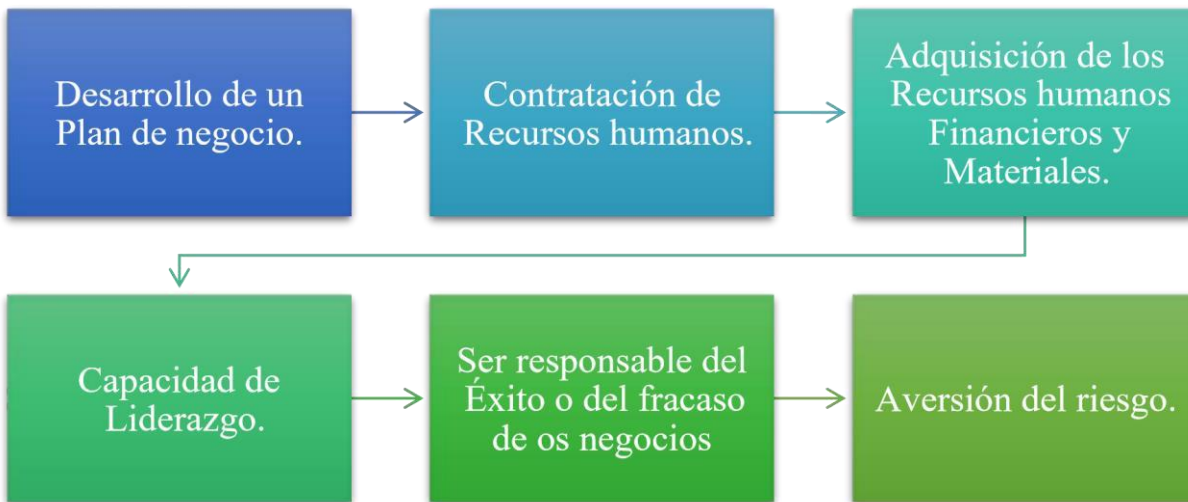 Desarrollo de un
Plan de negocio.
Contratación de
Recursos humanos.
Adquisición de los
Recursos humanos
Financieros y
Materiales.
Capacidad de
Liderazgo.
Ser responsable del
Éxito o del fracaso
de os negocios
Aversión del riesgo.